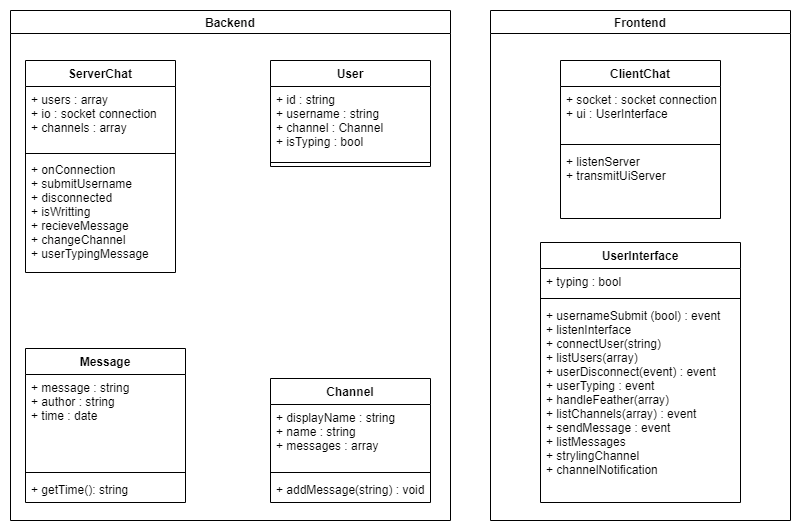 Backend
ServerChat
+ users : array
+ io : socket connection
+ channels : array
+ onConnection
+ submitUsername
+ disconnected
+ isWritting
+ recieveMessage
+ changeChannel
+ userTypingMessage
User
+ id : string
+ username : string
+ channel : Channel
+ isTyping : bool
Message
+ message : string
+ author : string
+ time : date
+ getTime(): string
Channel
+ displayName : string
+ name : string
+ messages : array
+ addMessage(string) : void
Frontend
ClientChat
+ socket : socket connection
+ ui : UserInterface
+ listenServer
+ transmitUiServer
UserInterface
+ typing : bool
+ usernameSubmit (bool) : event
+ listenInterface
+ connectUser(string)
+ listUsers(array)
+ userDisconnect(event) : event
+ userTyping : event
+ handleFeather(array)
+ listChannels(array) : event
+ sendMessage : event
+ listMessages
+ strylingChannel
+ channelNotification